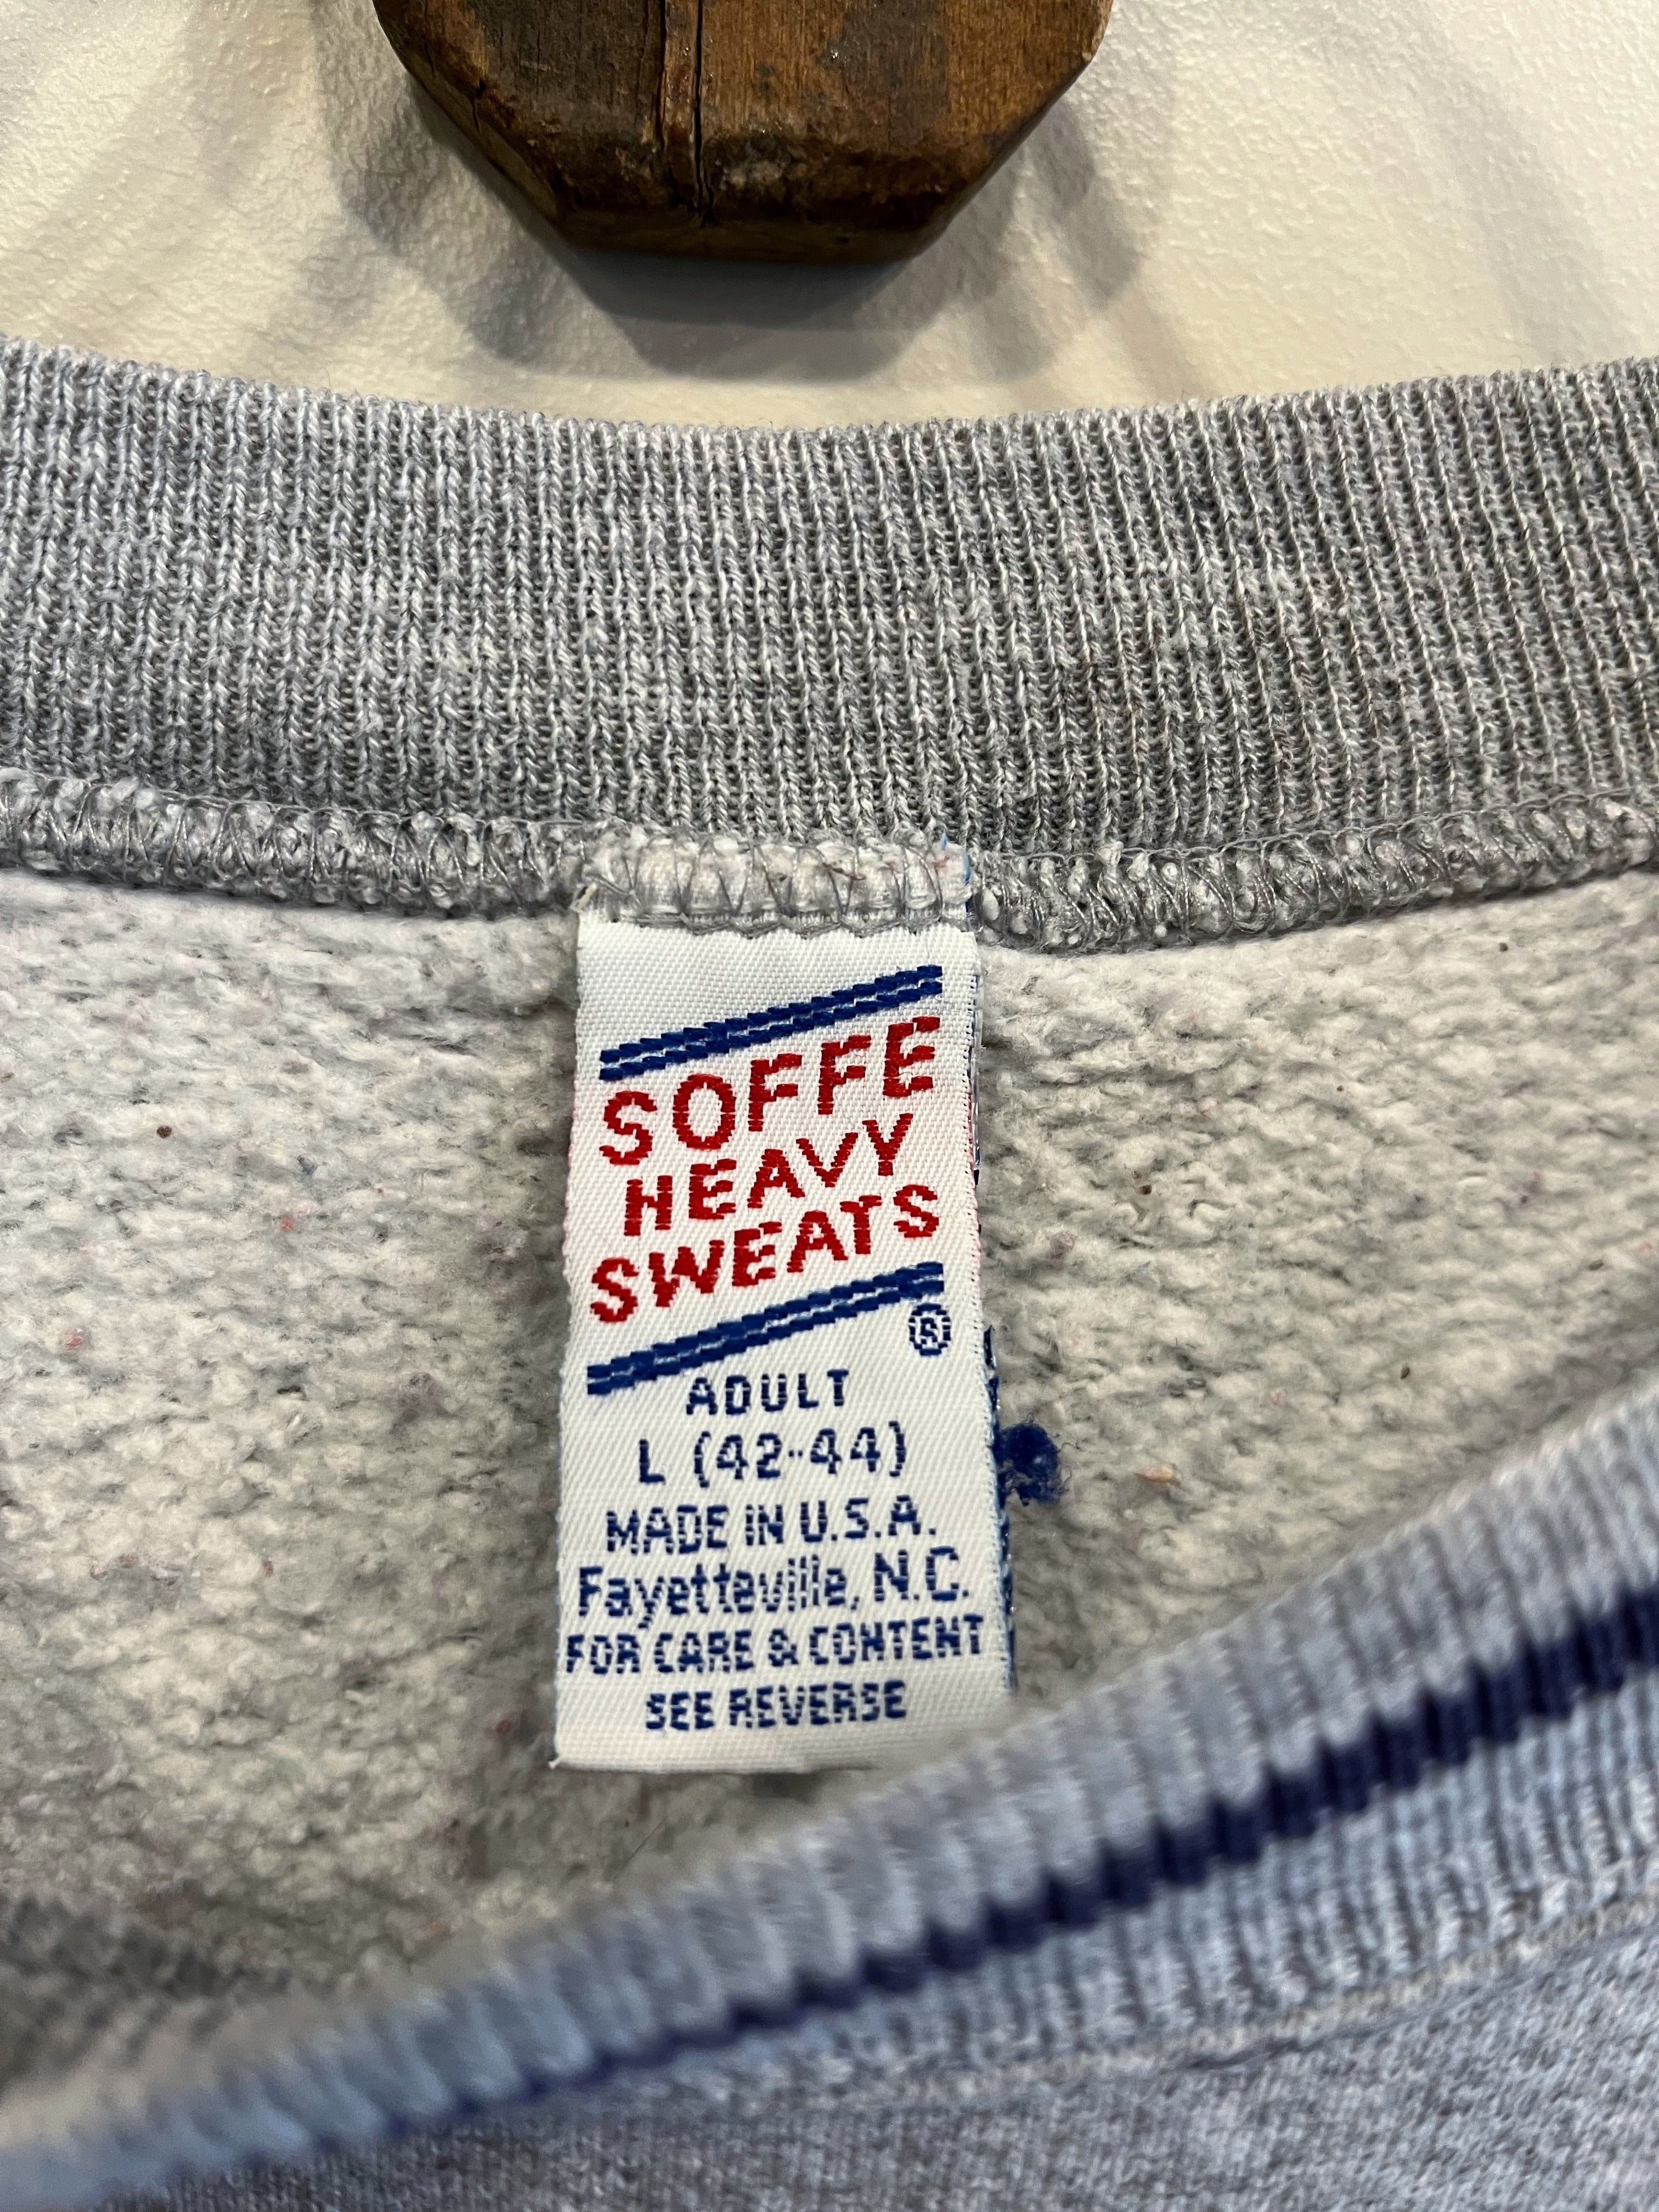 SOFFE
HEAVY
SWEATS
®
ADULT
L (42-44)
MADE IN U.S.A.
Fayetteville, N.C.
FOR CARE & CONTENT
SEE REVERSE